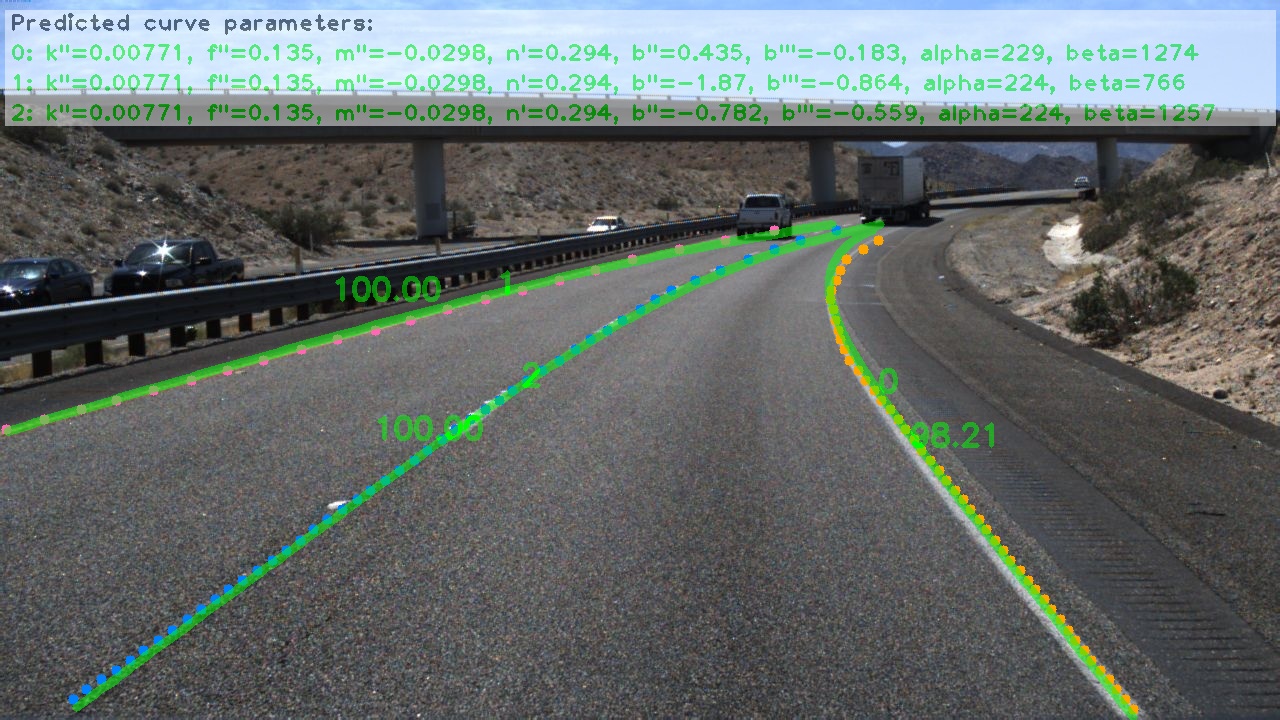 Predicted curve parameters:
0: k''=0.00771, f''=0.135, m''=-0.0298, n'=0.294, b''=0.435, b'''=-0.183, alpha=229, beta=1274
1: k''=0.00771, f''=0.135, m''=-0.0298, n'=0.294, b''=-1.87, b'''=-0.864, alpha=224, beta=766
2: k''=0.00771, f''=0.135, m''=-0.0298, n'=0.294, b''=-0.782, b'''=-0.559, alpha=224, beta=1257
1
100.00
2
0
100.00
98.21